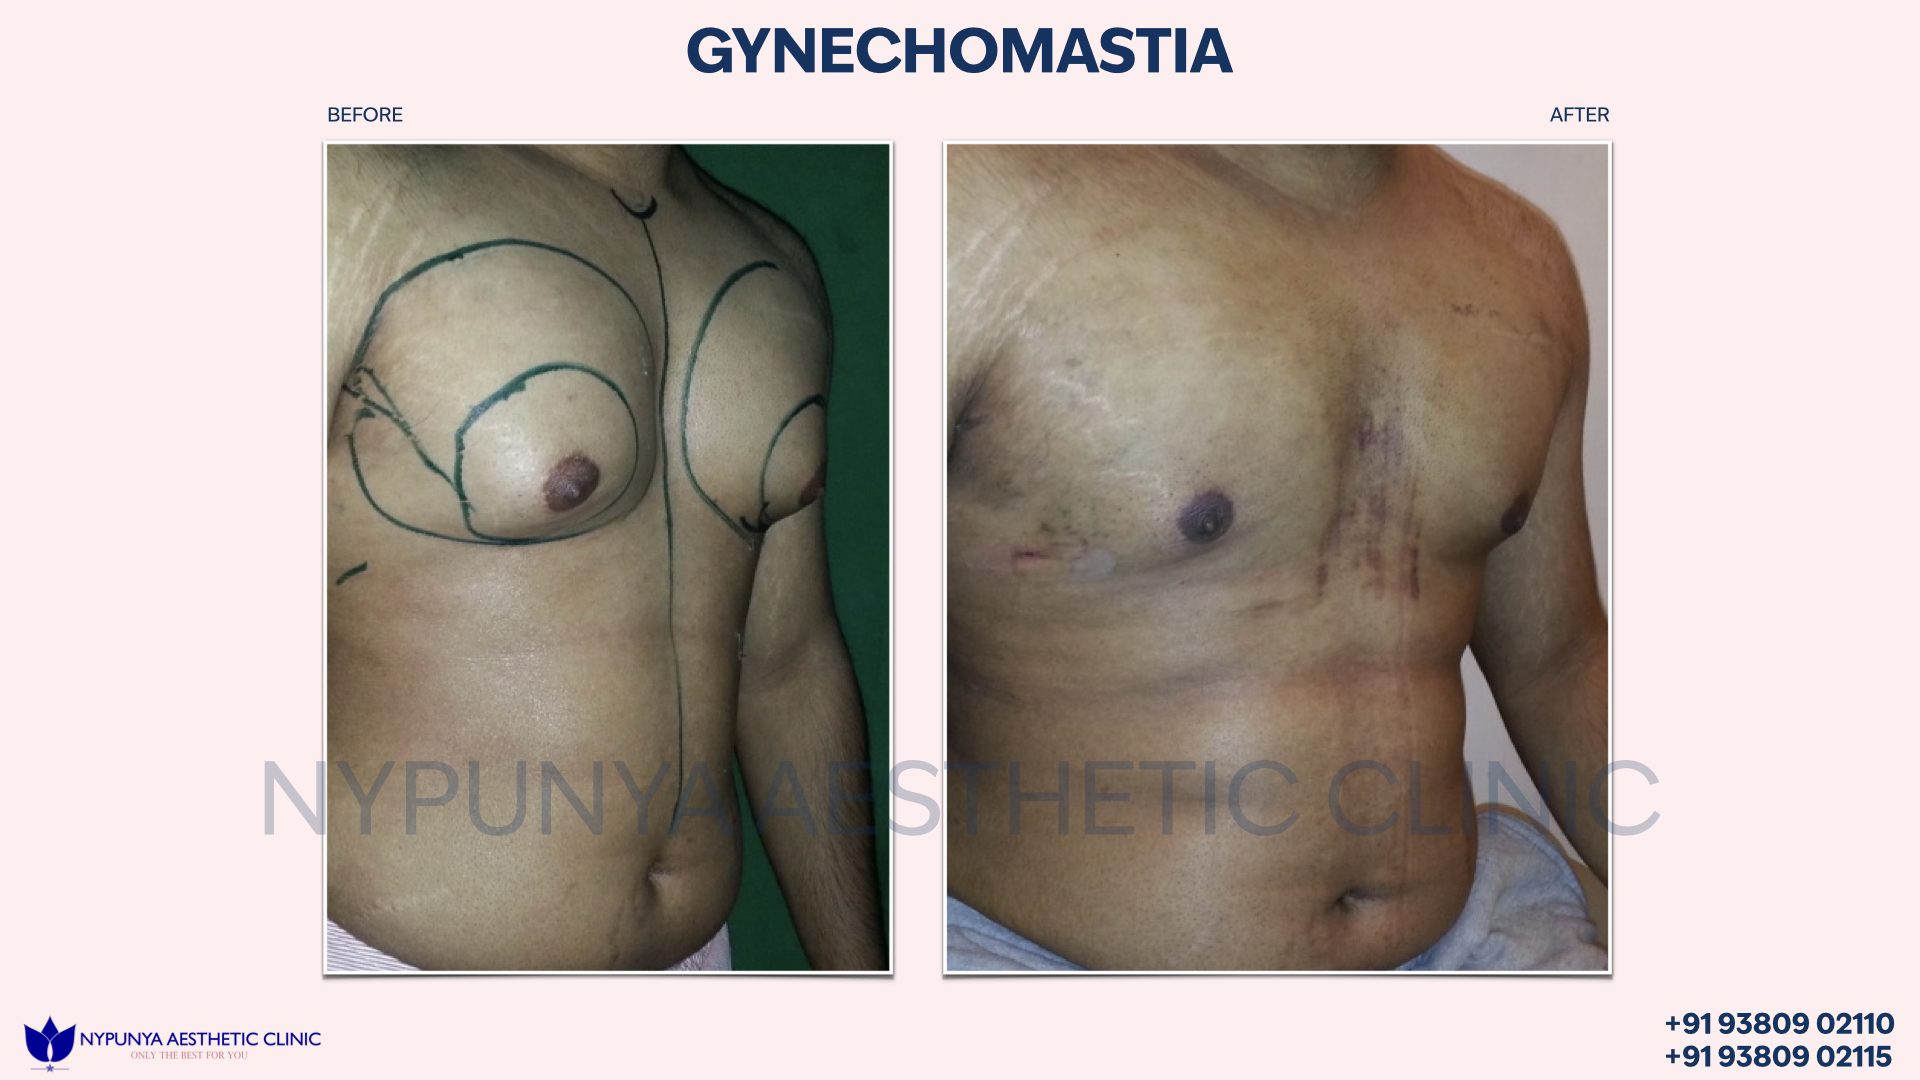 GYNECHOMASTIA
BEFORE
AFTER
NYPUNYA AESTHETIC CLINIC
NYPUNYA AESTHETIC CLINIC
ONLY THE BEST FOR YOU
+91 93809 02110
+91 93809 02115